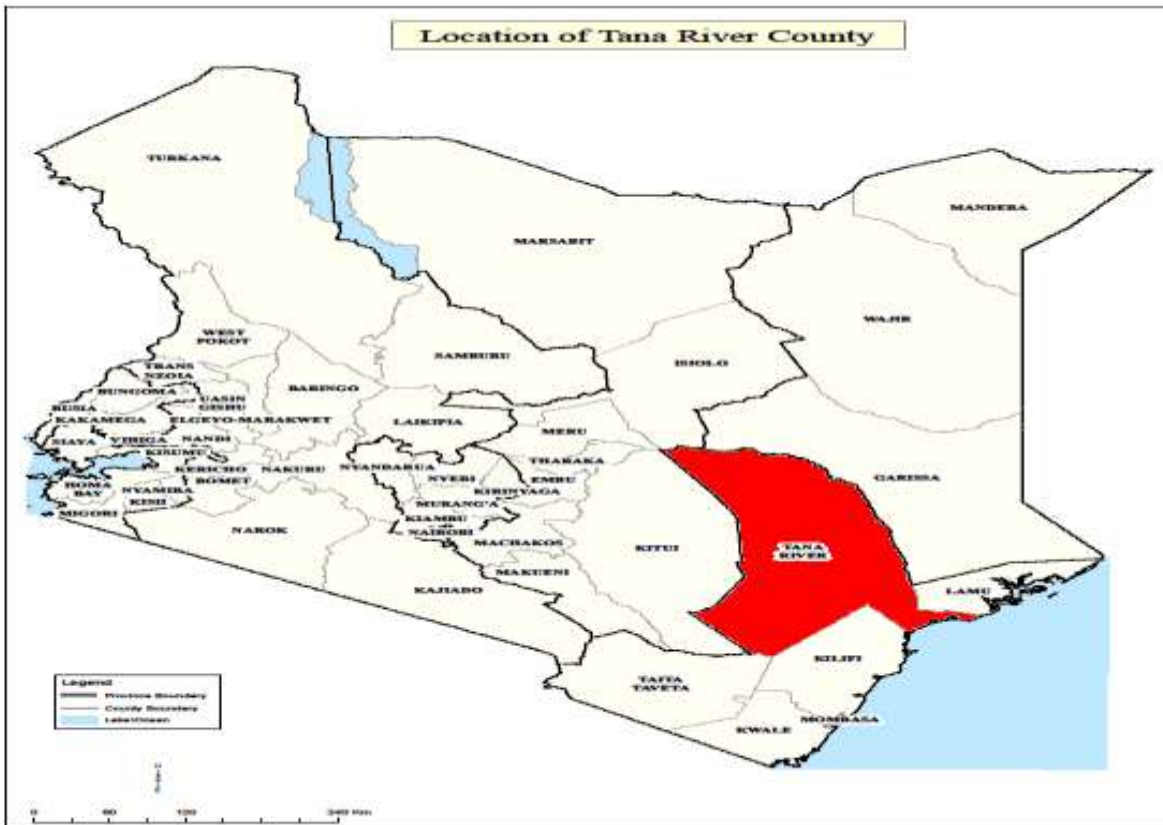 Location of Tana River County
TURKANA
MANDERA
MARSABIT
WAJIR
WEST
POKOT
SAMBURU
ISIOLO
TRANS
NZOIA
BARINGO
BUNGOMA
UASIN
GISHU
BUSIA
KAKAMEGA
ELGEYO-MARAKWET
LAIKIPIA
MERU
SIAYA
VIHIGA
NANDI
KISUMU
THARAKA
KERICHO
NAKURU
NYANDARUA
NYERI
EMBU
GARISSA
HOMA
BAY
NYAMIRA
BOMET
KIRINYAGA
KISII
MURANG'A
MIGORI
KIAMBU
NAROK
NAIROBI
MACHAKOS
KITUI
TANA
RIVER
MAKUENI
KAJIADO
LAMU
KILIFI
TAITA
TAVETA
MOMBASA
KWALE
Legend
Province Boundary
County Boundary
Lake/Ocean
0 60 120 240 Km